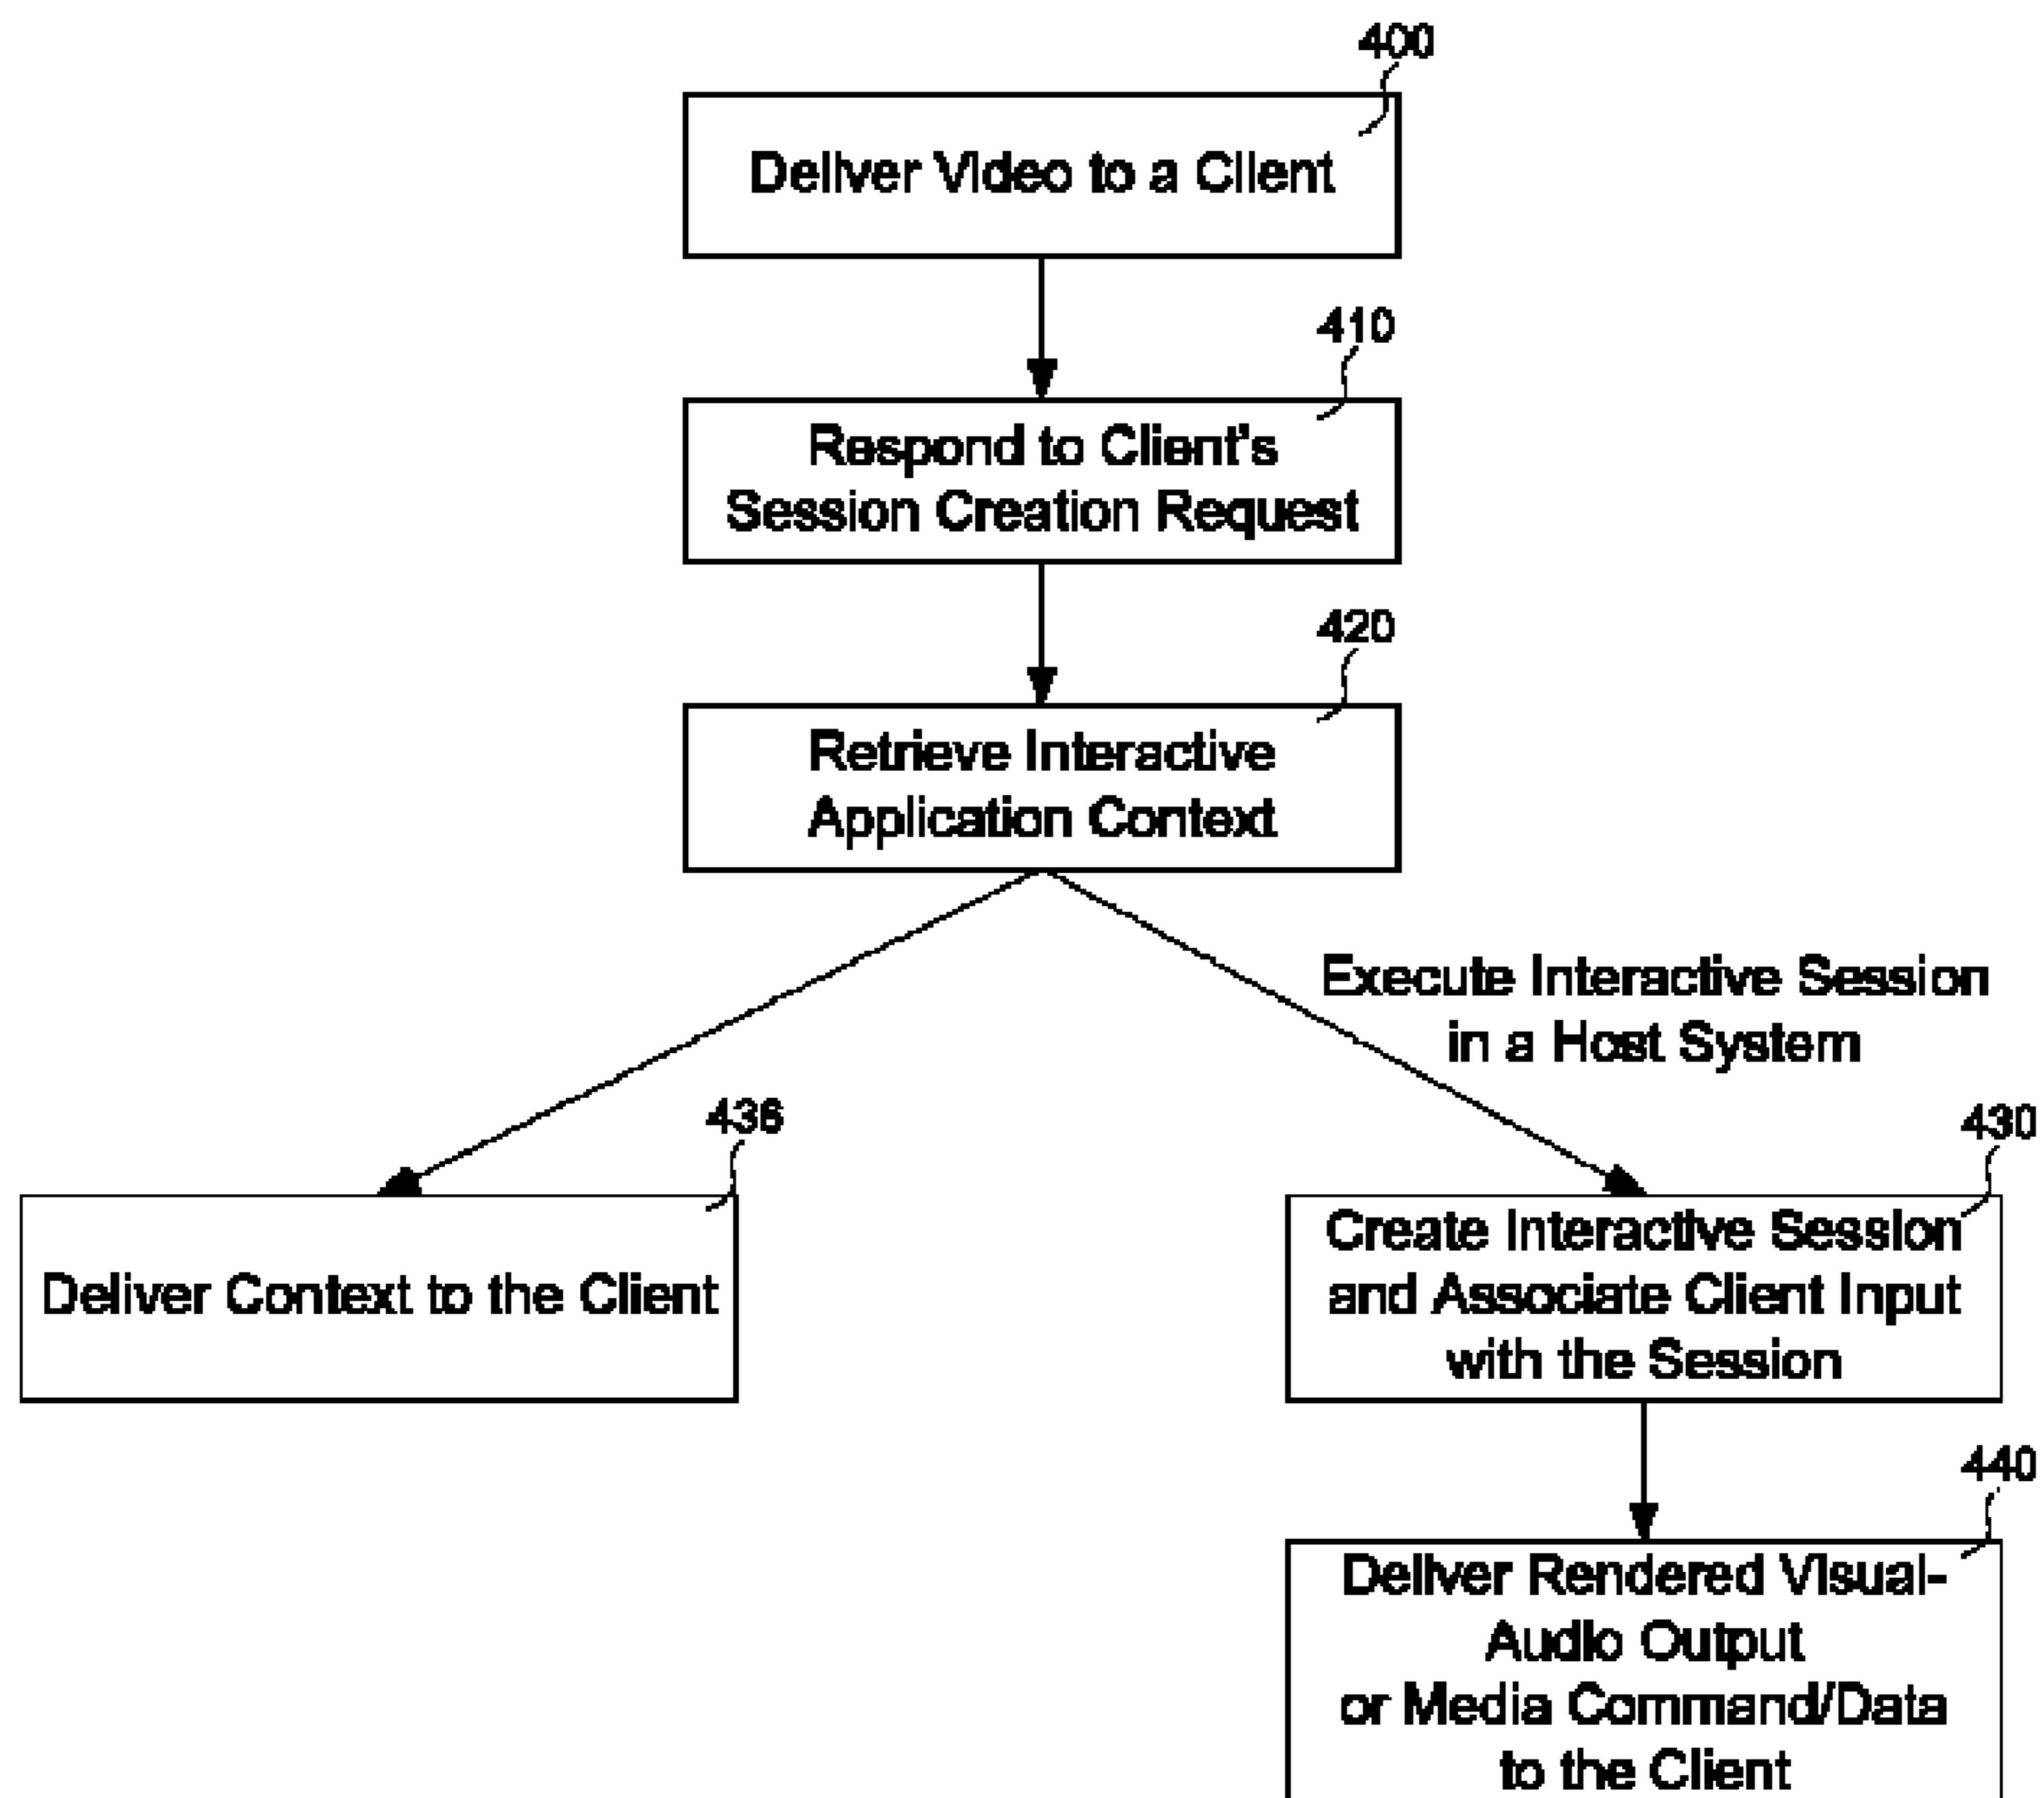 400
Deliver Video to a Client
410
Respond to Client's
Session Creation Request
420
Retrieve Interactive
Application Context
Execute Interactive Session
in a Host System
436
Deliver Context to the Client
430
Create Interactive Session
and Associate Client Input
with the Session
440
Deliver Rendered Visual-
Audio Output
or Media Command/Data
to the Client